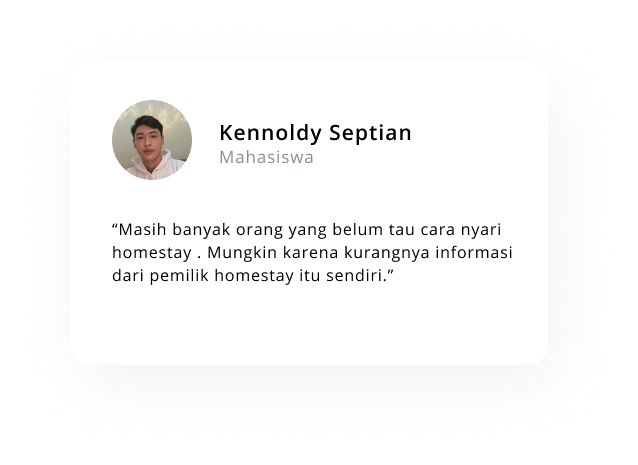 Kennoldy Septian
Mahasiswa
“Masih banyak orang yang belum tau cara nyari
homestay . Mungkin karena kurangnya informasi
dari pemilik homestay itu sendiri.”